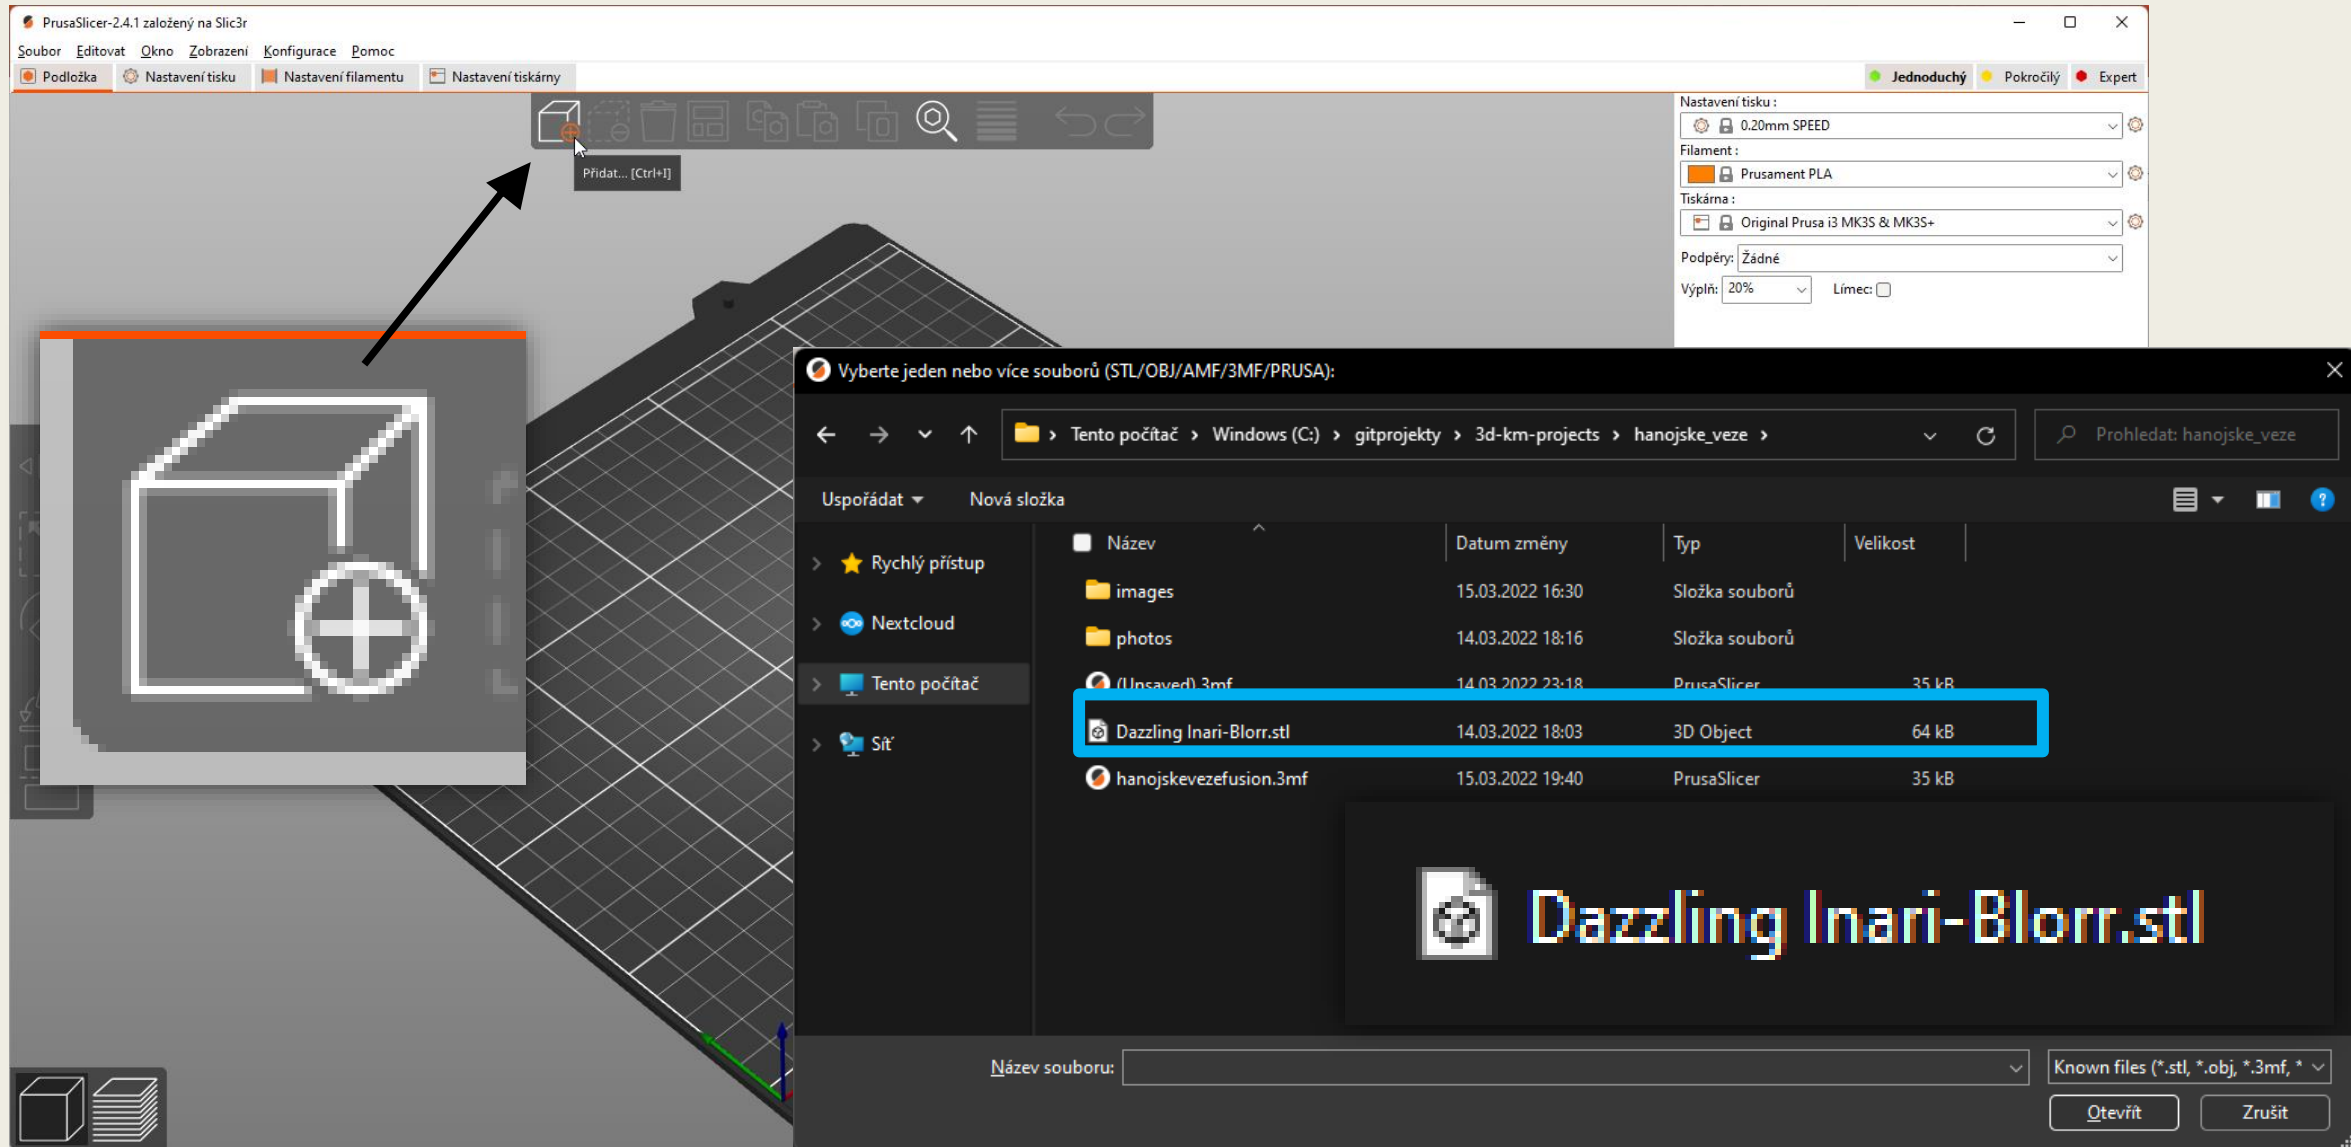 PrusaSlicer-2.4.1 založený na Slic3r
Soubor Editovat Okno Zobrazení Konfigurace Pomoc
Podložka Nastavení tisku Nastavení filamentu Nastavení tiskárny Jednoduchý Pokročilý Expert
Přidat... [Ctrl+I]
Nastavení tisku :
0.20mm SPEED
Filament :
Prusament PLA
Tiskárna :
Original Prusa i3 MK3S & MK3S+
Podpěry: Žádné
Výplň: 20% Límec:
Vyberte jeden nebo více souborů (STL/OBJ/AMF/3MF/PRUSA):
Tento počítač › Windows (C:) › gitprojekty › 3d-km-projects › hanojske_veze › Prohledat: hanojske_veze
Uspořádat Nová složka
Název Datum změny Typ Velikost
Rychlý přístup
Nextcloud
Tento počítač
Síť
images 15.03.2022 16:30 Složka souborů
photos 14.03.2022 18:16 Složka souborů
(Unsaved).3mf 14.03.2022 23:18 PrusaSlicer 35 kB
Dazzling Inari-Blorr.stl 14.03.2022 18:03 3D Object 64 kB
hanojskevezefusion.3mf 15.03.2022 19:40 PrusaSlicer 35 kB
Dazzling Inari-Blorr.stl
Název souboru: Known files (*.stl, *.obj, *.3mf, *
Otevřít Zrušit